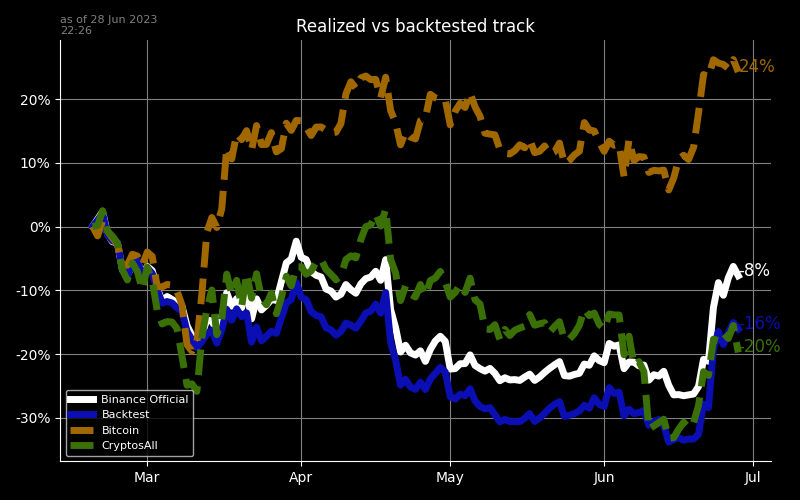 as of 28 Jun 2023
22:26
Realized vs backtested track
20%
10%
0%
-10%
-20%
-30%
24%
-8%
-16%
-20%
Binance Official
Backtest
Bitcoin
CryptosAll
Mar
Apr
May
Jun
Jul